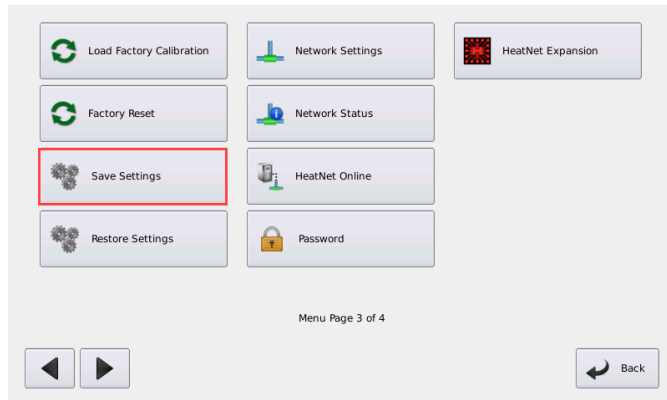 Load Factory Calibration
Network Settings
HeatNet Expansion
Factory Reset
Network Status
Save Settings
HeatNet Online
Restore Settings
Password
Menu Page 3 of 4
Back